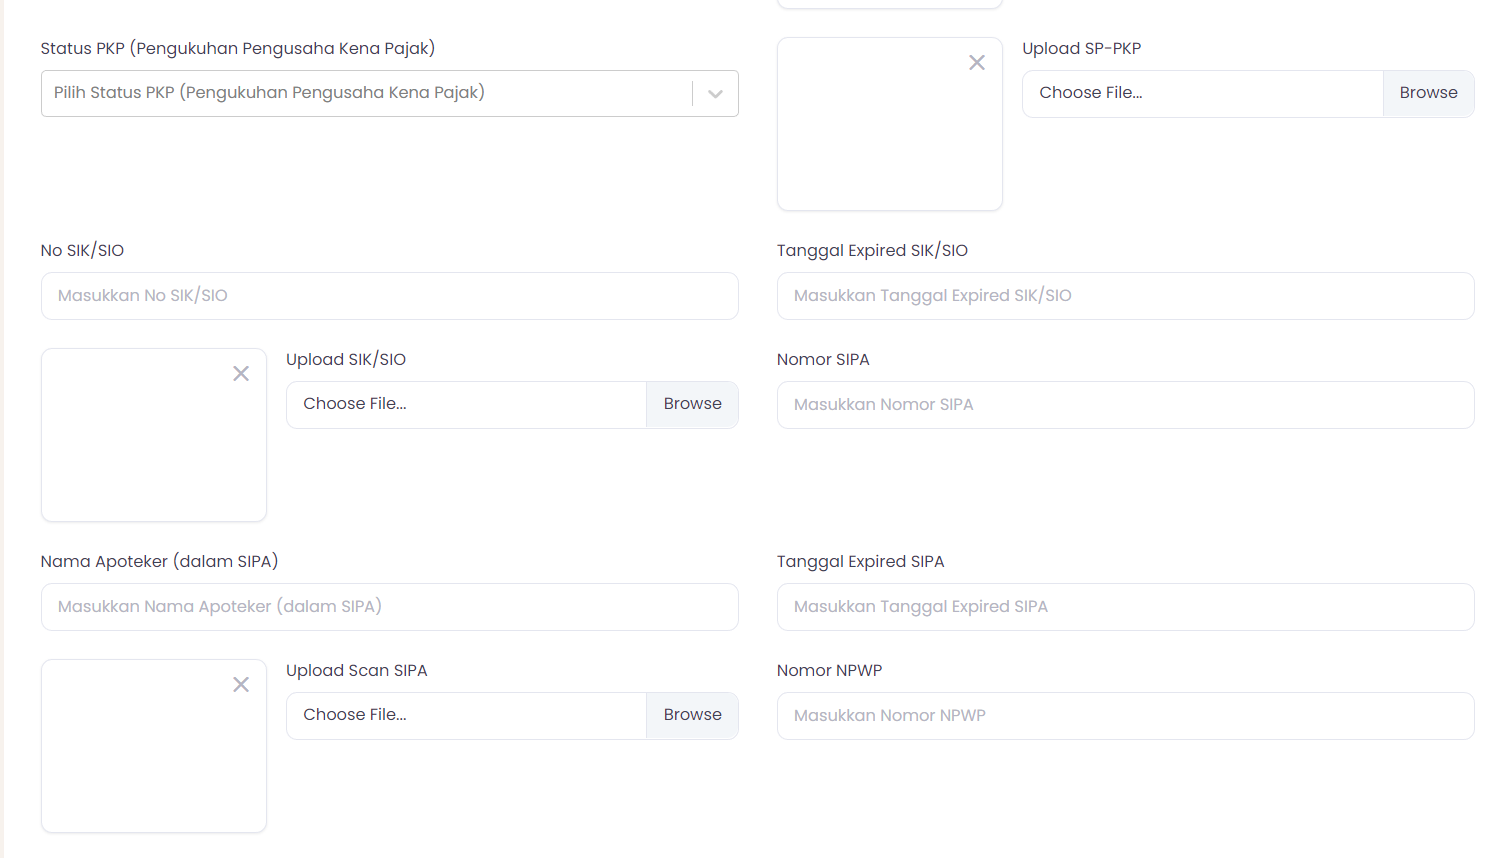 Status PKP (Pengukuhan Pengusaha Kena Pajak)
Pilih Status PKP (Pengukuhan Pengusaha Kena Pajak)
Upload SP-PKP
Choose File...
Browse
No SIK/SIO
Masukkan No SIK/SIO
Tanggal Expired SIK/SIO
Masukkan Tanggal Expired SIK/SIO
Upload SIK/SIO
Choose File...
Browse
Nomor SIPA
Masukkan Nomor SIPA
Nama Apoteker (dalam SIPA)
Masukkan Nama Apoteker (dalam SIPA)
Tanggal Expired SIPA
Masukkan Tanggal Expired SIPA
Upload Scan SIPA
Choose File...
Browse
Nomor NPWP
Masukkan Nomor NPWP